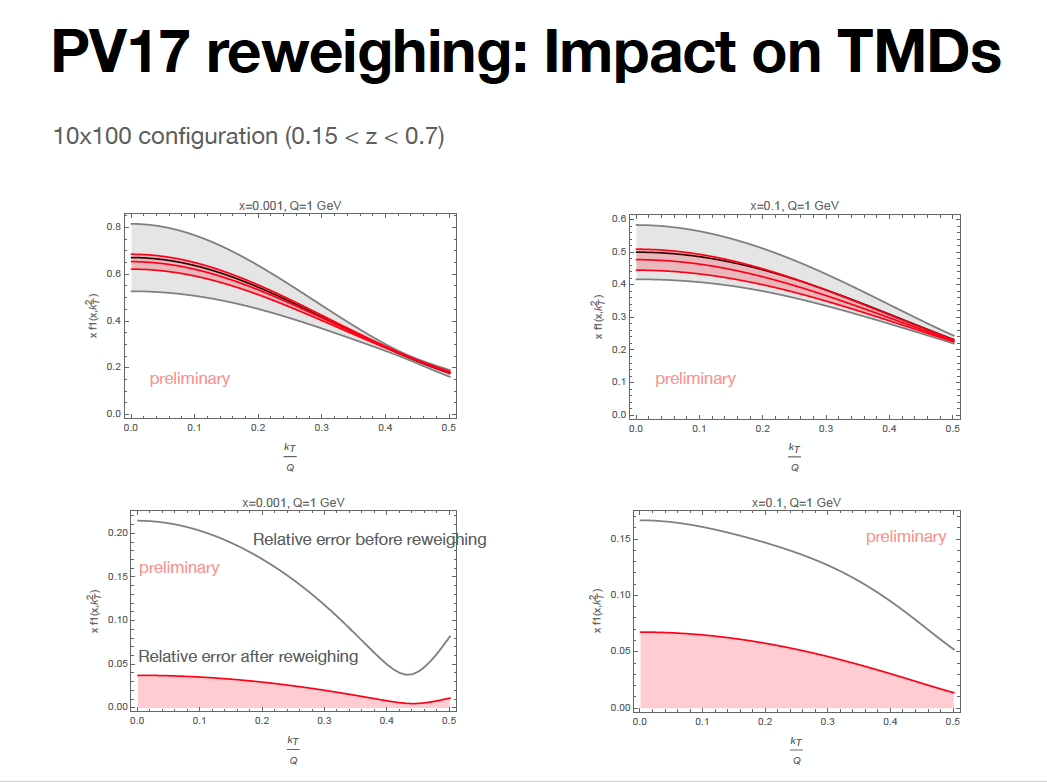 PV17 reweighing: Impact on TMDs
10x100 configuration (0.15 < z < 0.7)
x=0.001, Q=1 GeV
x f1(x,k_T^2)
0.8
0.6
0.4
0.2
0.0
preliminary
0.0 0.1 0.2 0.3 0.4 0.5
k_T
Q
x=0.1, Q=1 GeV
x f1(x,k_T^2)
0.6
0.5
0.4
0.3
0.2
0.1
0.0
preliminary
0.0 0.1 0.2 0.3 0.4 0.5
k_T
Q
x=0.001, Q=1 GeV
x f1(x,k_T^2)
0.20
0.15
0.10
0.05
0.00
Relative error before reweighing
preliminary
Relative error after reweighing
0.0 0.1 0.2 0.3 0.4 0.5
k_T
Q
x=0.1, Q=1 GeV
x f1(x,k_T^2)
0.15
0.10
0.05
0.00
preliminary
0.0 0.1 0.2 0.3 0.4 0.5
k_T
Q